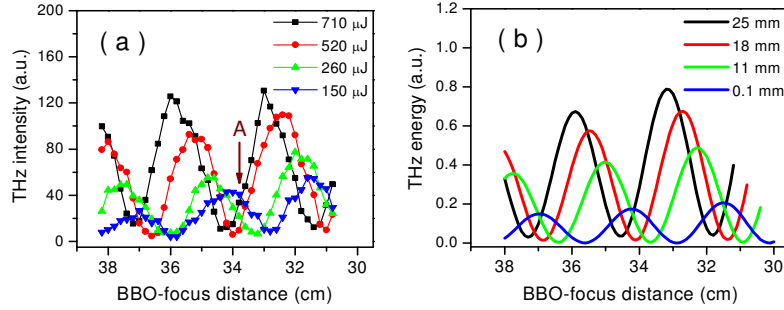 ( a )
710 μJ
520 μJ
260 μJ
150 μJ
A
THz intensity (a.u.)
200
160
120
80
40
0
38 36 34 32 30
BBO-focus distance (cm)
( b )
25 mm
18 mm
11 mm
0.1 mm
THz energy (a.u.)
1.2
1.0
0.8
0.6
0.4
0.2
0.0
38 36 34 32 30
BBO-focus distance (cm)